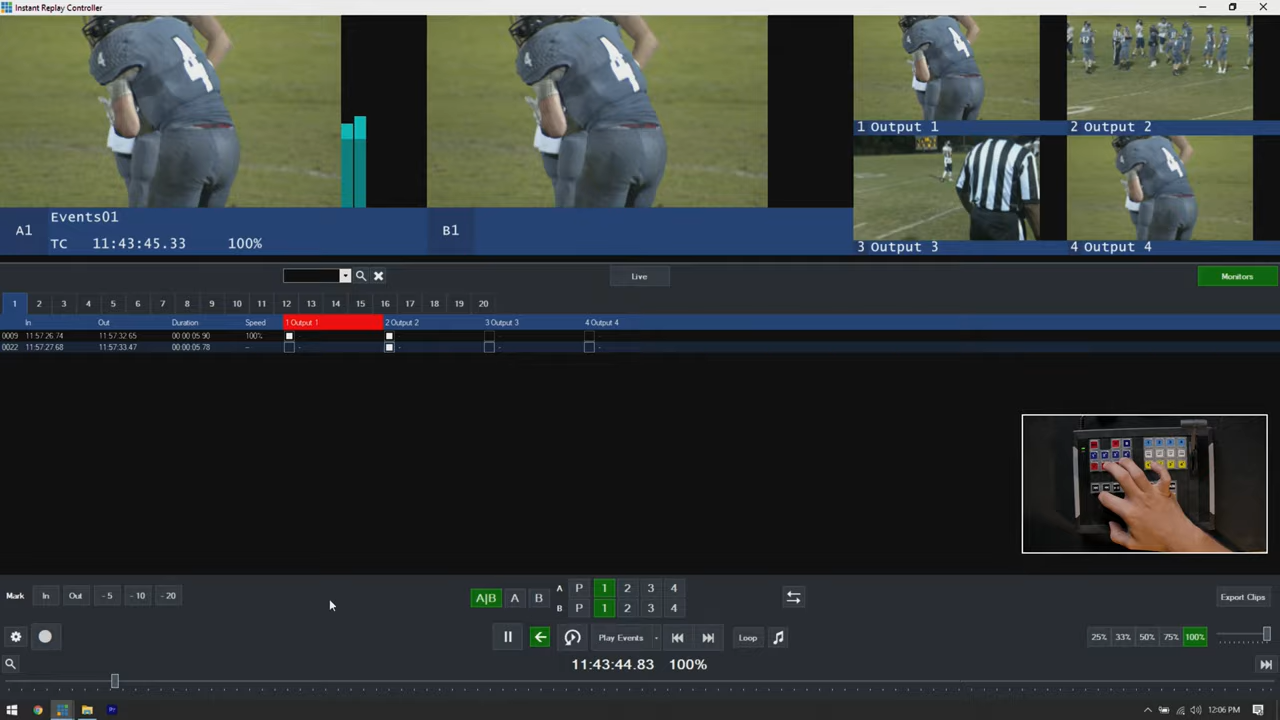 Instant Replay Controller
4
4
4
4
1 Output 1
2 Output 2
3 Output 3
4 Output 4
A1
Events01
TC 11:43:45.33 100%
B1
Live
Monitors
1 2 3 4 5 6 7 8 9 10 11 12 13 14 15 16 17 18 19 20
In Out Duration Speed 1 Output 1 2 Output 2 3 Output 3 4 Output 4
0009 11:57:26.74 11:57:32.65 00:00:05.90 100% - - - -
0022 11:57:27.68 11:57:33.47 00:00:05.78 -- - - - -
Mark In Out - 5 - 10 - 20
A|B A B
A P 1 2 3 4
B P 1 2 3 4
Export Clips
Play Events
Loop
25% 33% 50% 75% 100%
11:43:44.83 100%
Pr
12:06 PM